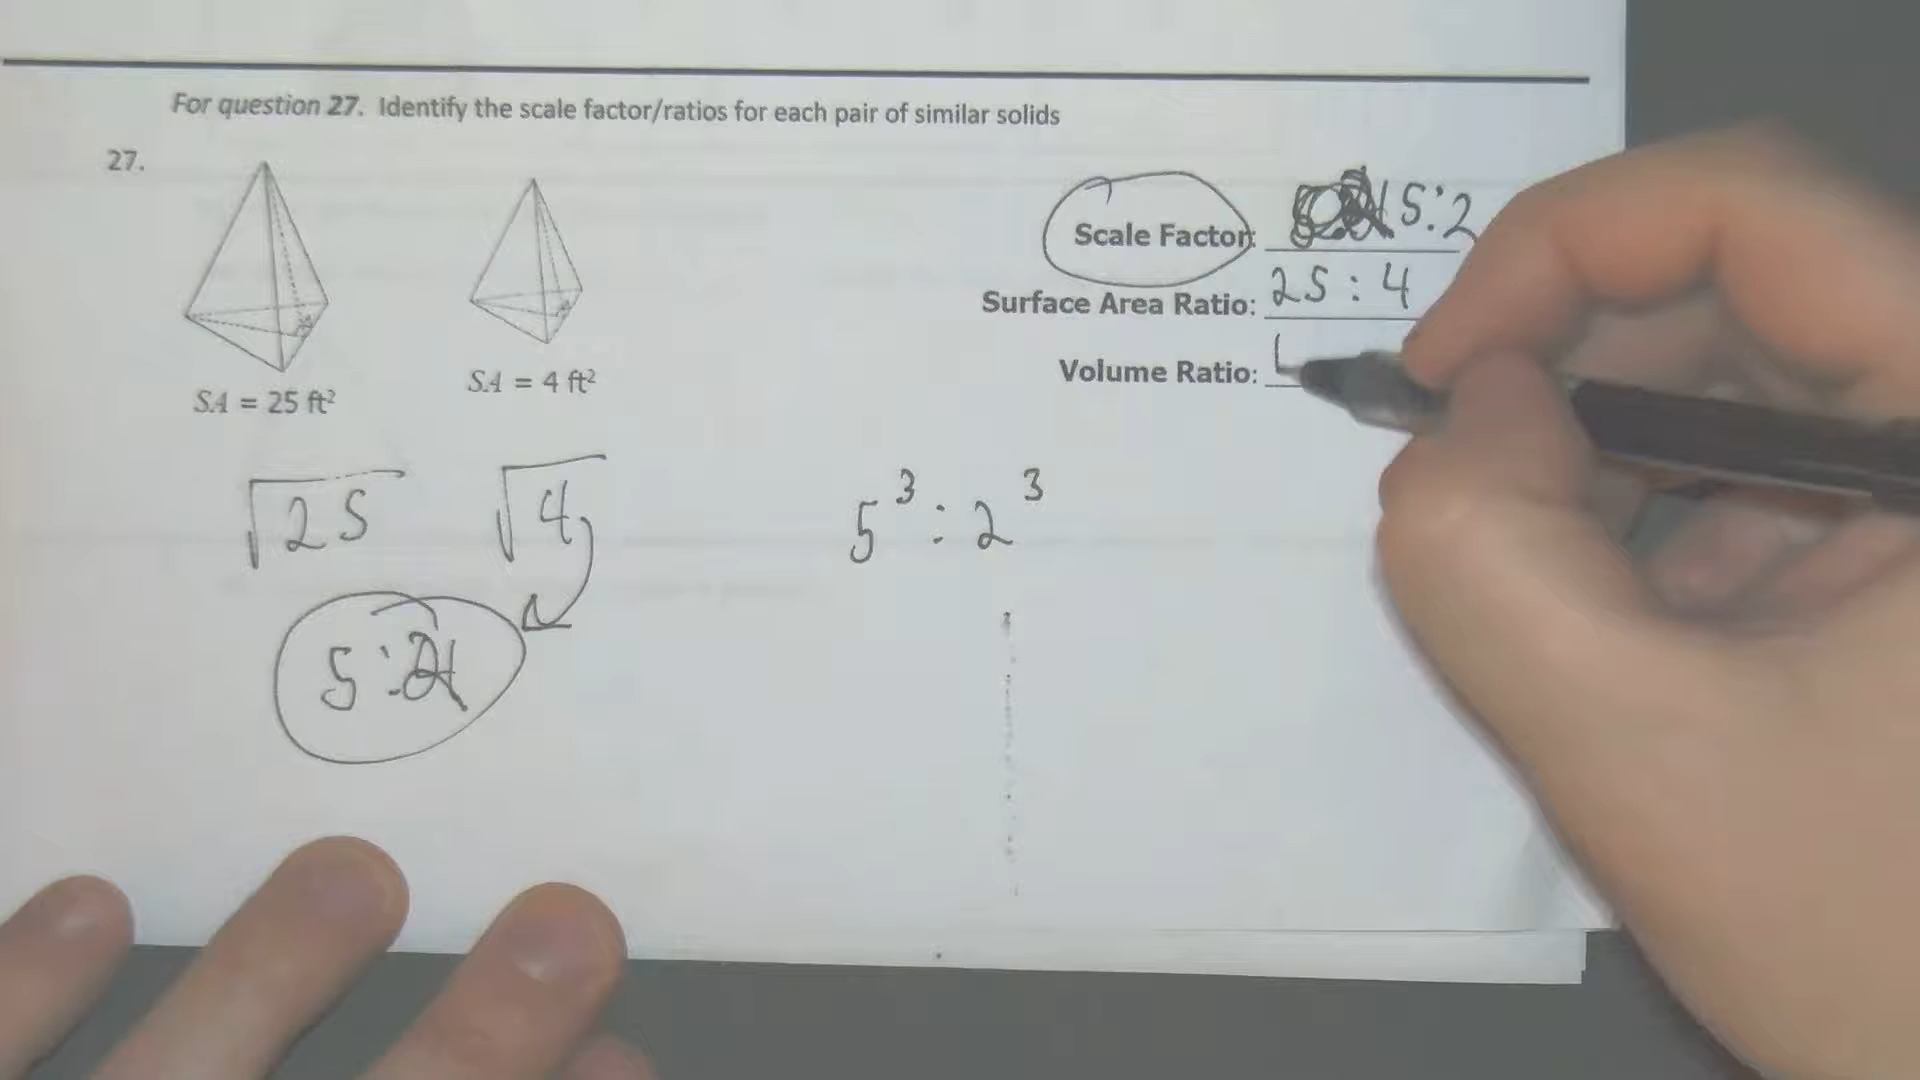 For question 27. Identify the scale factor/ratios for each pair of similar solids
27.
Scale Factor: 5:2
Surface Area Ratio: 25 : 4
Volume Ratio:
SA = 25 ft²
SA = 4 ft²
√25 √4
5³ : 2³
5:2